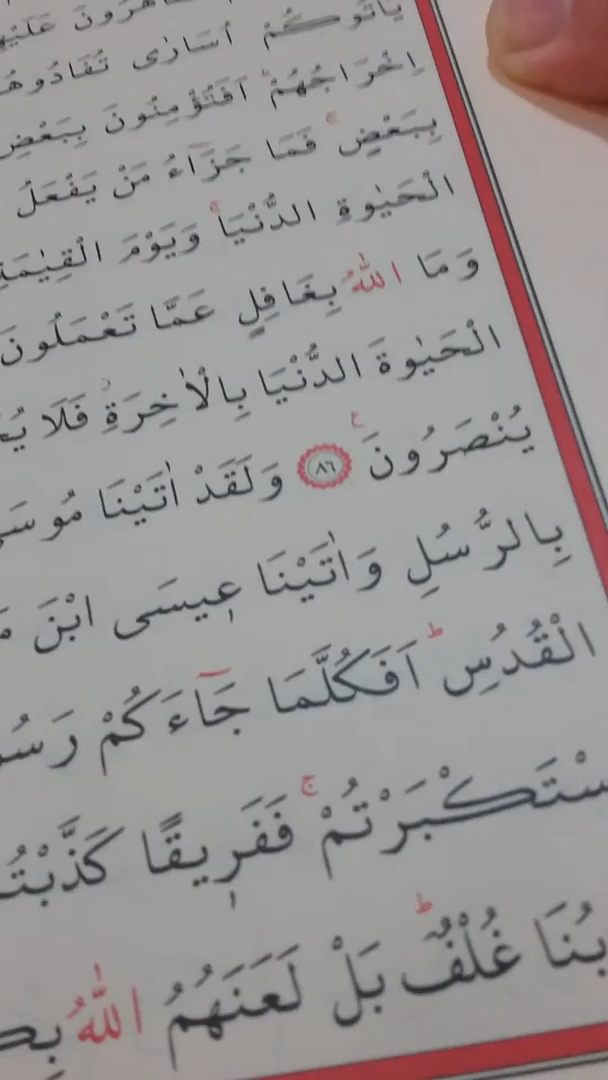 يَأْتُوكُمْ اُسَارٰى تُفَادُوهُ
اِخْرَاجُهُمْۜ اَفَتُؤْمِنُونَ بِبَعْضِ
بِبَعْضٍۚ فَمَا جَزَٓاءُ مَنْ يَفْعَلُ
الْحَيٰوةِ الدُّنْيَاۚ وَيَوْمَ الْقِيٰمَةِ
وَمَا اللّٰهُ بِغَافِلٍ عَمَّا تَعْمَلُونَ
الْحَيٰوةَ الدُّنْيَا بِالْاٰخِرَةِۘ فَلَا يُخ
يُنْصَرُونَۚ ﴿٨٦﴾ وَلَقَدْ اٰتَيْنَا مُوسَى
بِالرُّسُلِ وَاٰتَيْنَا عٖيسَى ابْنَ مَ
الْقُدُسِۜ اَفَكُلَّمَا جَٓاءَكُمْ رَسُو
سْتَكْبَرْتُمْۚ فَفَرٖيقًا كَذَّبْتُ
بُنَا غُلْفٌۜ بَلْ لَعَنَهُمُ اللّٰهُ بِك